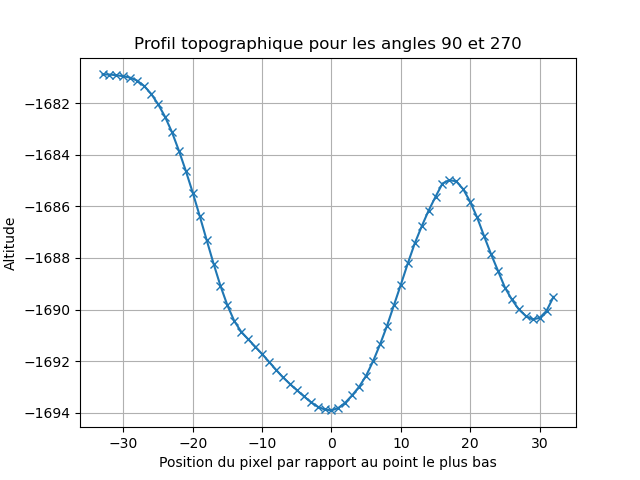 Profil topographique pour les angles 90 et 270
Altitude
−1682
−1684
−1686
−1688
−1690
−1692
−1694
−30 −20 −10 0 10 20 30
Position du pixel par rapport au point le plus bas